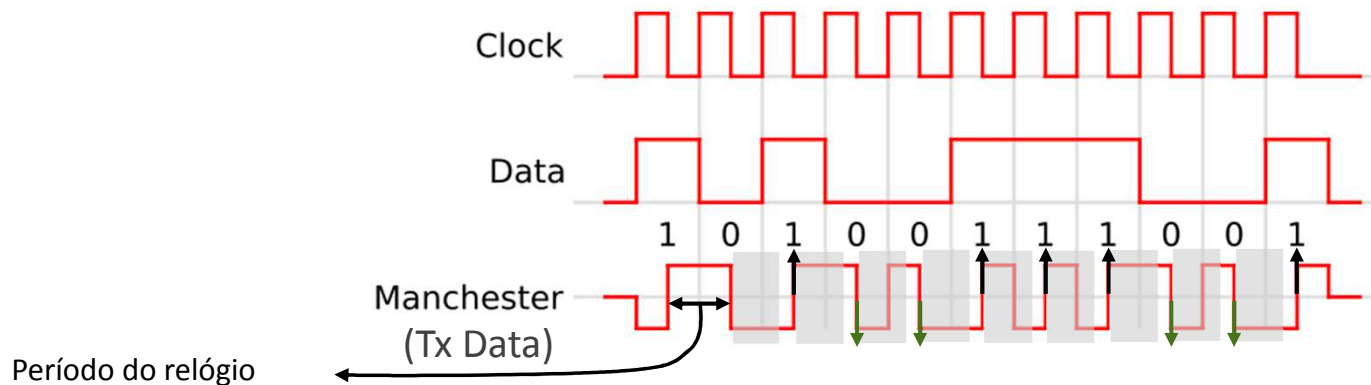 Clock
Data
1 0 1 0 0 1 1 1 0 0 1
Manchester
(Tx Data)
Período do relógio